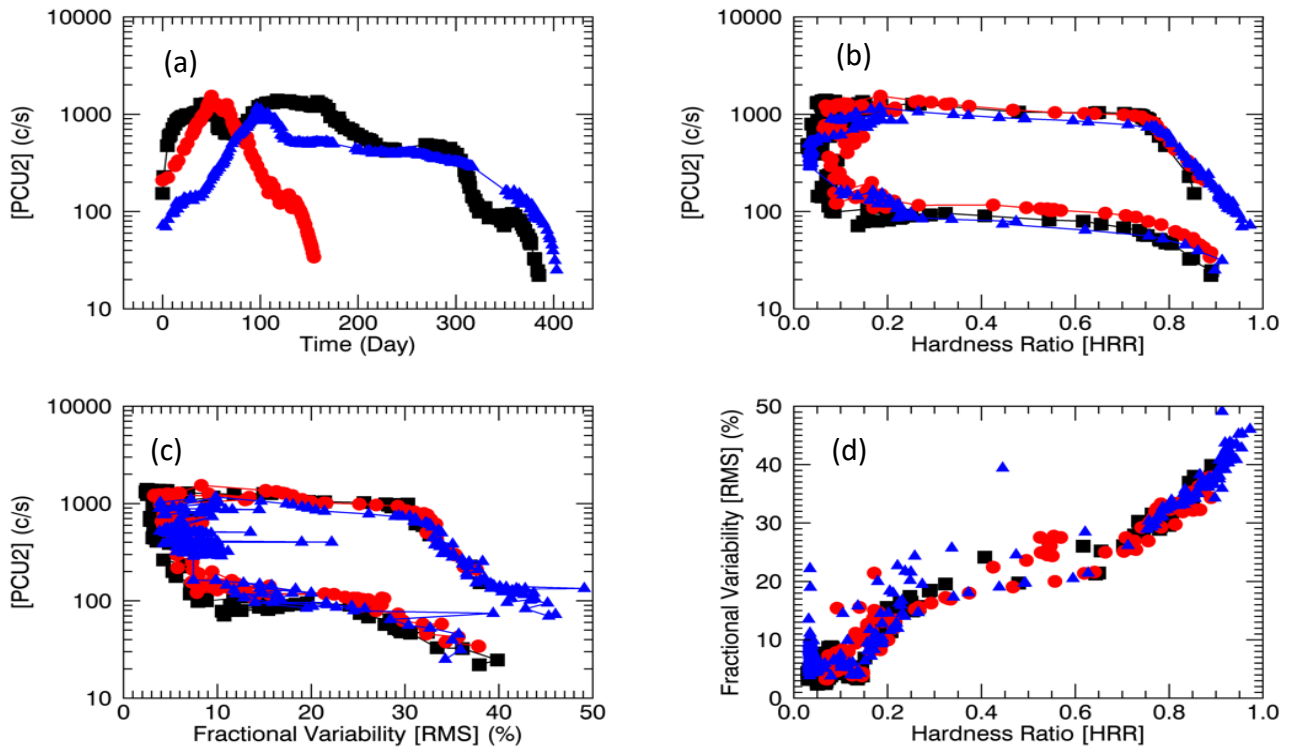 (a)
10000
1000
100
10
[PCU2] (c/s)
0 100 200 300 400
Time (Day)
(b)
10000
1000
100
10
[PCU2] (c/s)
0.0 0.2 0.4 0.6 0.8 1.0
Hardness Ratio [HRR]
(c)
10000
1000
100
10
[PCU2] (c/s)
0 10 20 30 40 50
Fractional Variability [RMS] (%)
(d)
50
40
30
20
10
0
Fractional Variability [RMS] (%)
0.0 0.2 0.4 0.6 0.8 1.0
Hardness Ratio [HRR]